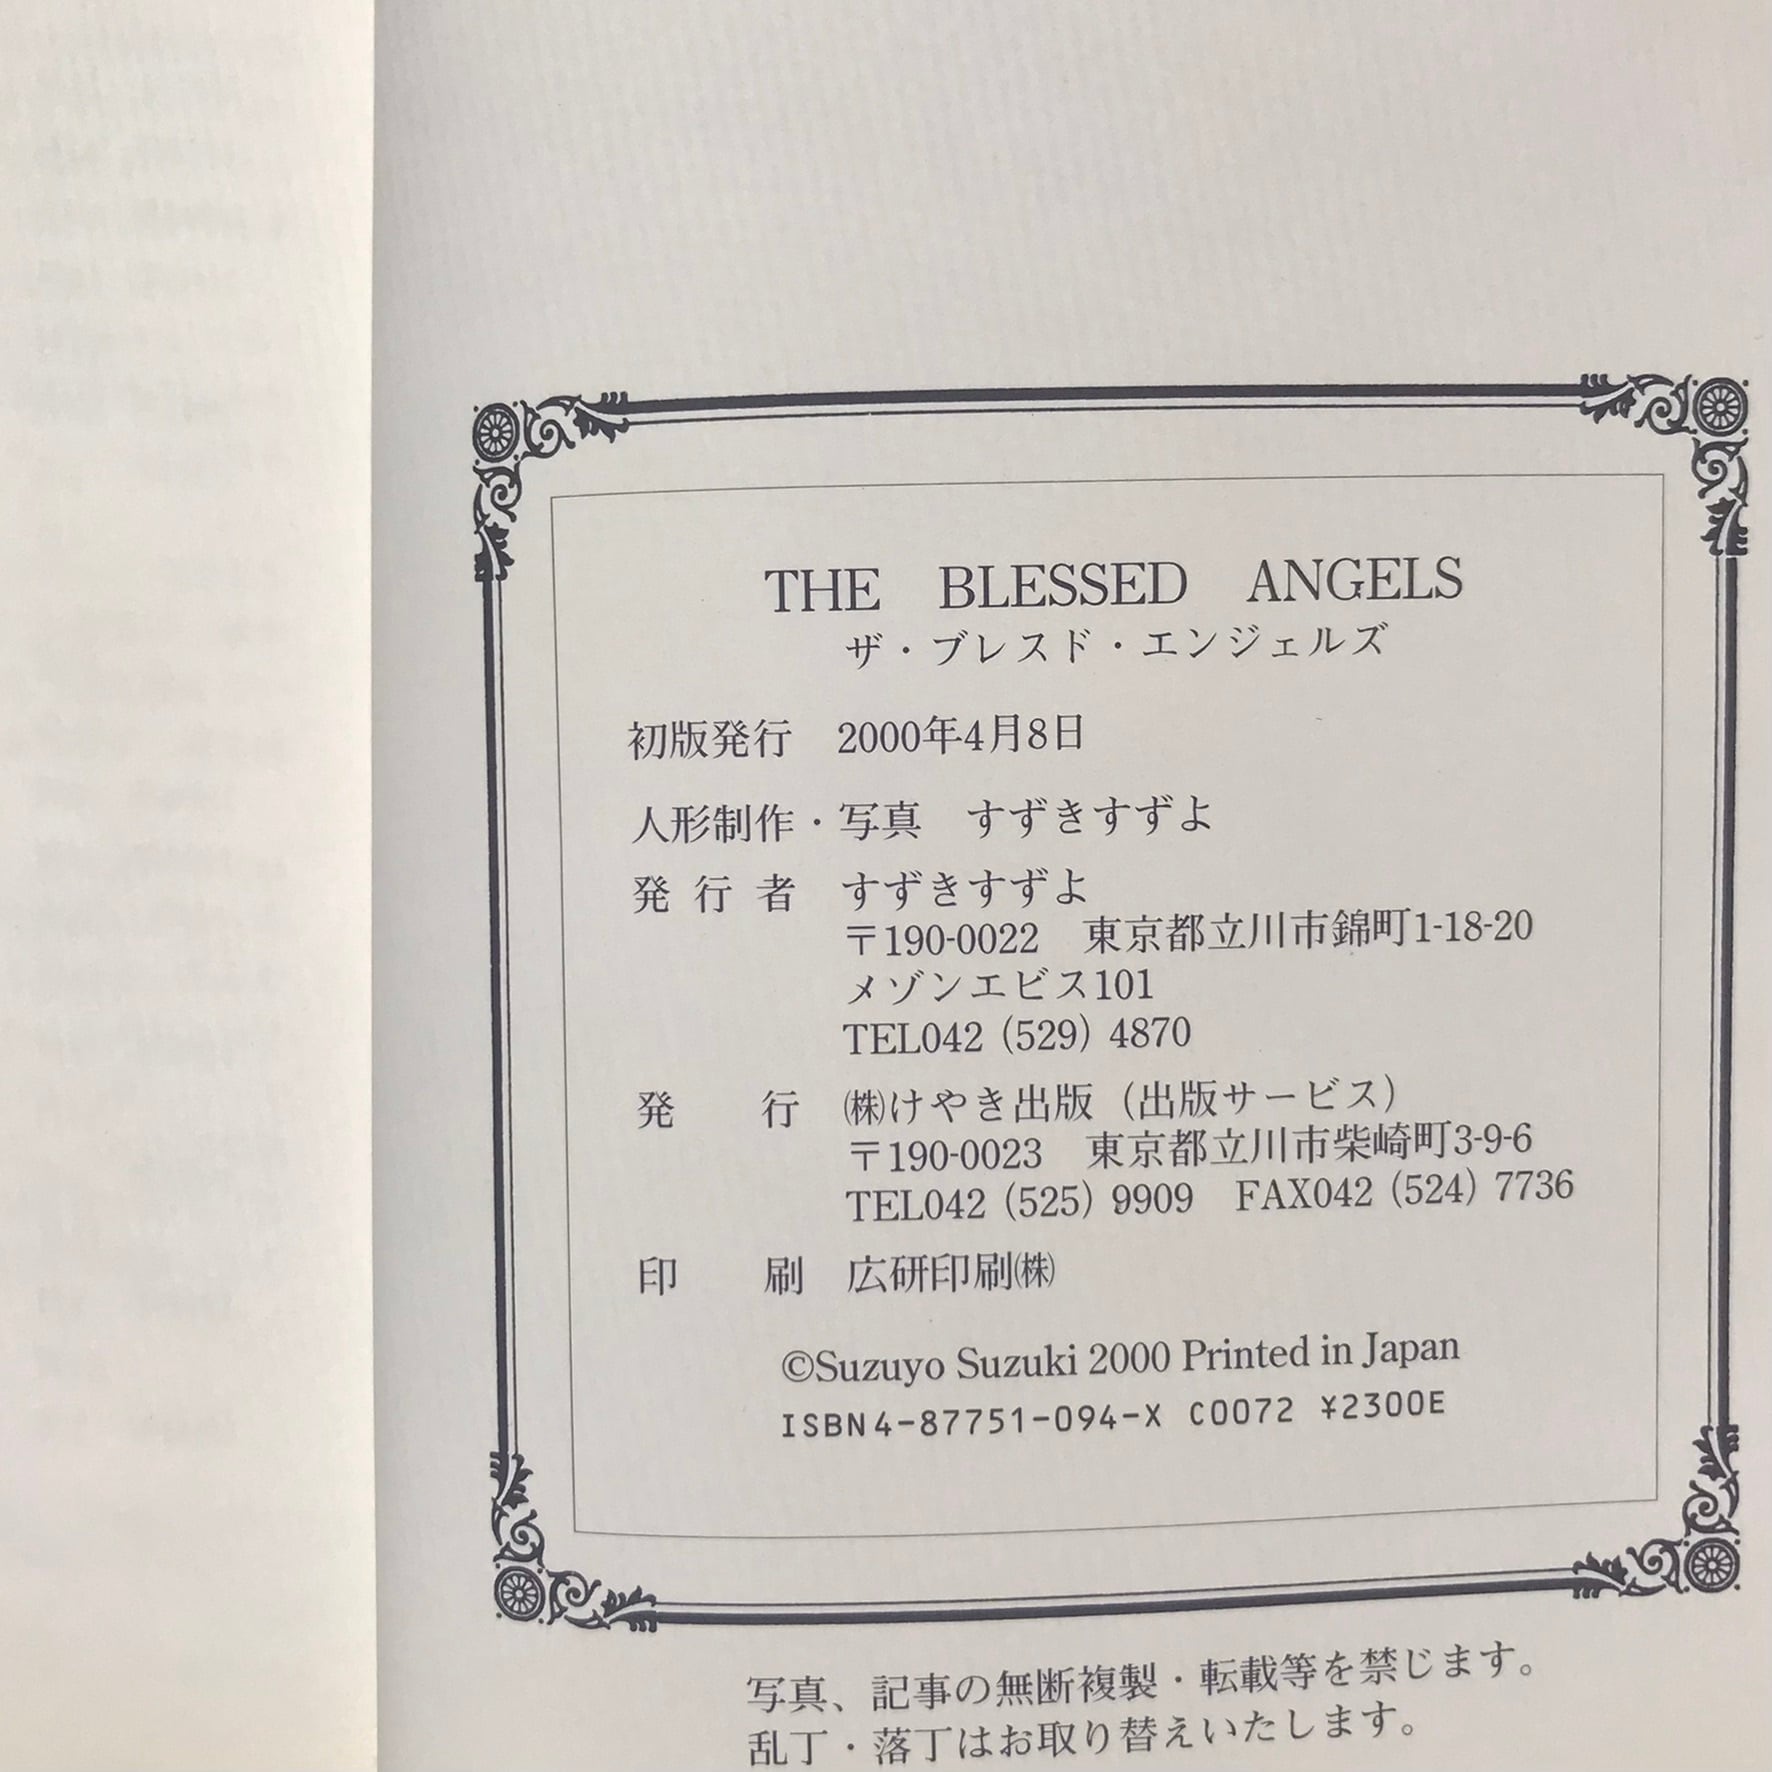 THE BLESSED ANGELS
ザ・ブレスド・エンジェルズ
初版発行 2000年4月8日
人形制作・写真 すずきすずよ
発行者 すずきすずよ
〒190-0022 東京都立川市錦町1-18-20
メゾンエビス101
TEL042（529）4870
発行 ㈱けやき出版（出版サービス）
〒190-0023 東京都立川市柴崎町3-9-6
TEL042（525）9909 FAX042（524）7736
印刷 広研印刷㈱
©Suzuyo Suzuki 2000 Printed in Japan
ISBN4-87751-094-X C0072 ¥2300E
写真、記事の無断複製・転載等を禁じます。
乱丁・落丁はお取り替えいたします。